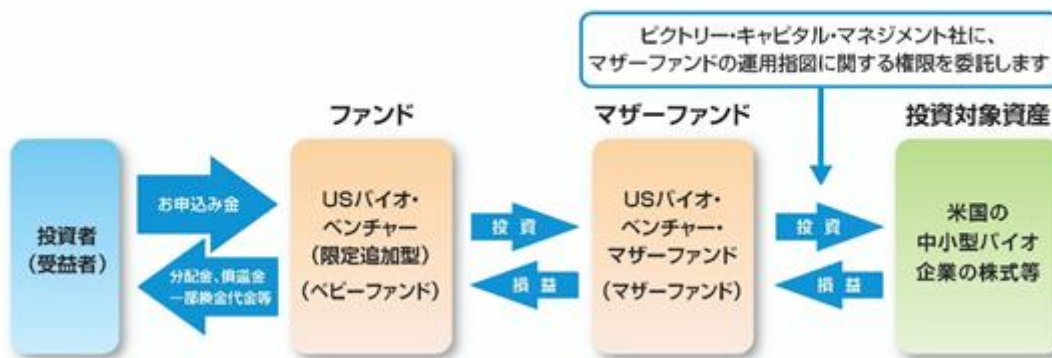 ビクトリー・キャピタル・マネジメント社に、
マザーファンドの運用指図に関する権限を委託します
ファンド
マザーファンド
投資対象資産
投資者
(受益者)
お申込み金
分配金、償還金
一部換金代金等
USバイオ・
ベンチャー
(限定追加型)
(ベビーファンド)
投資
損益
USバイオ・
ベンチャー・
マザーファンド
(マザーファンド)
投資
損益
米国の
中小型バイオ
企業の株式等